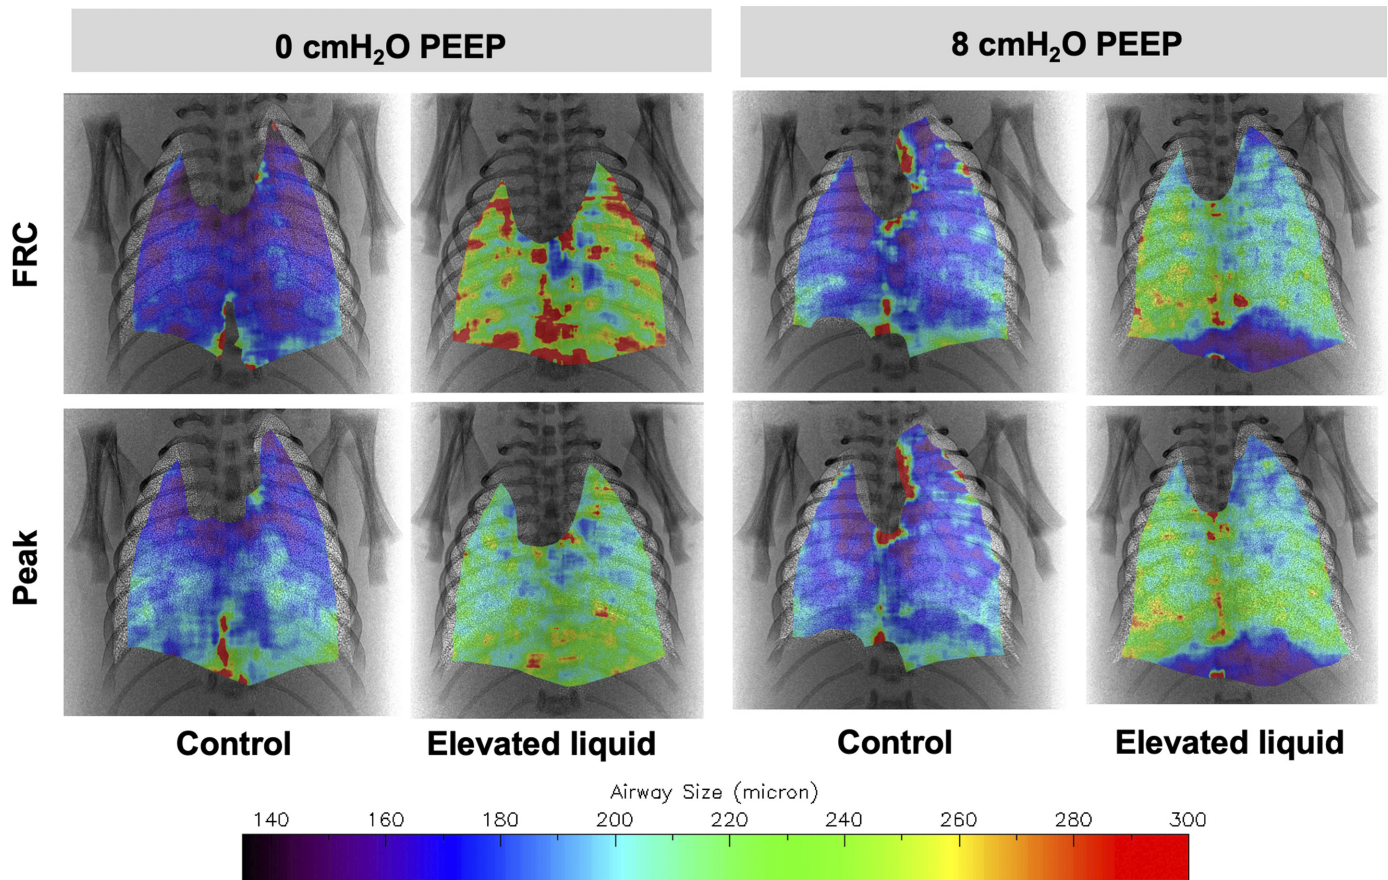 0 cmH₂O PEEP
8 cmH₂O PEEP
FRC
Peak
Control
Elevated liquid
Control
Elevated liquid
Airway Size (micron)
140 160 180 200 220 240 260 280 300